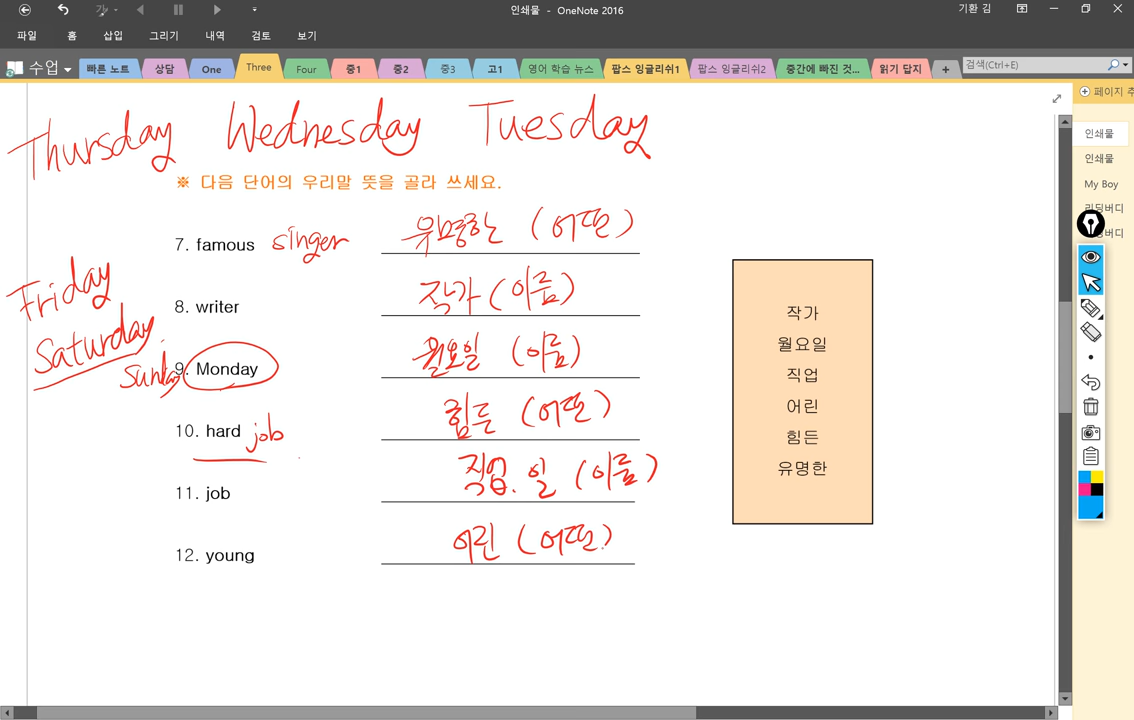 인쇄물 - OneNote 2016
기환 김
파일 홈 삽입 그리기 내역 검토 보기
수업 빠른 노트 상담 One Three Four 중1 중2 중3 고1 영어 학습 뉴스 팝스 잉글리쉬1 팝스 잉글리쉬2 중간에 빠진 것... 읽기 답지 + 검색(Ctrl+E)
페이지 추
인쇄물
인쇄물
My Boy
리딩버디
Thursday Wednesday Tuesday
※ 다음 단어의 우리말 뜻을 골라 쓰세요.
7. famous singer 유명한 (어떤)
Friday
8. writer 작가 (이름)
Saturday
Sunday
9. Monday 월요일 (이름)
10. hard job 힘든 (어떤)
11. job 직업. 일 (이름)
12. young 어린 (어떤)
작가
월요일
직업
어린
힘든
유명한